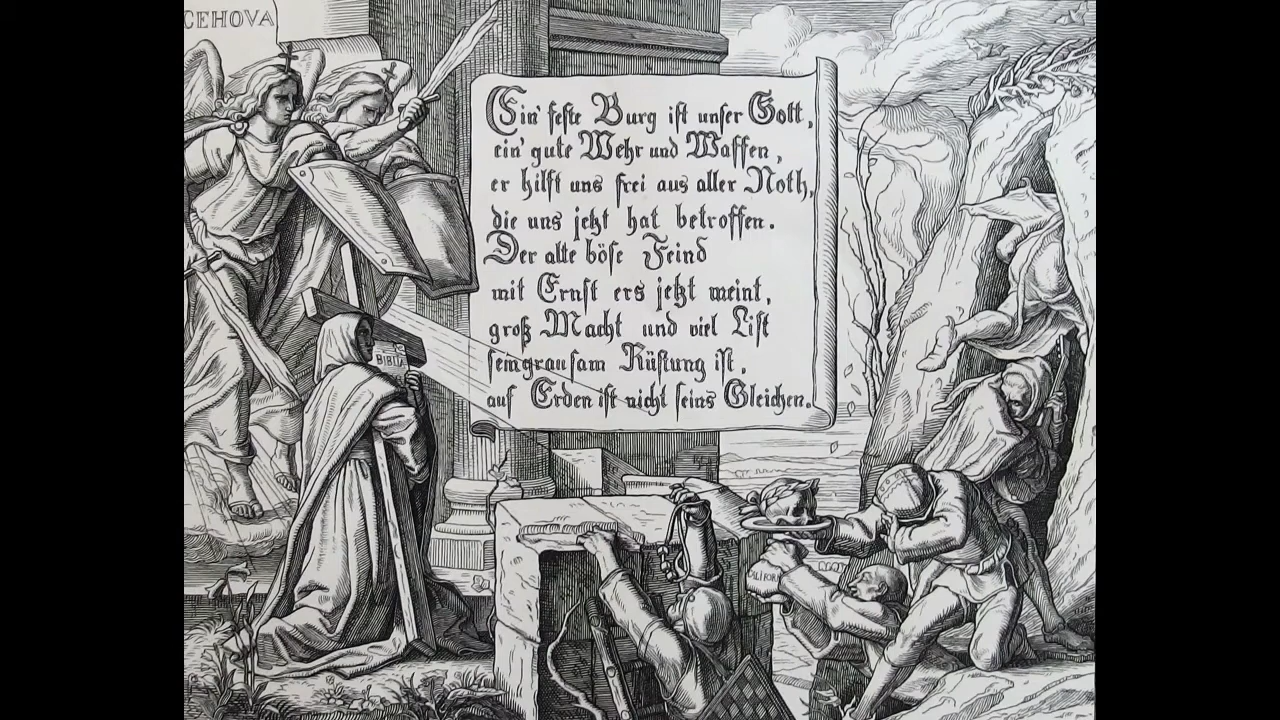 CEHOVA
Ein' feste Burg ist unser Gott,
ein' gute Wehr und Waffen,
er hilft uns frei aus aller Noth,
die uns jetzt hat betroffen.
Der alte böse Feind
mit Ernst ers jetzt meint,
groß Macht und viel List
sein grausam Rüstung ist,
auf Erden ist nicht seins Gleichen.
BIBLIA
CALIFORN